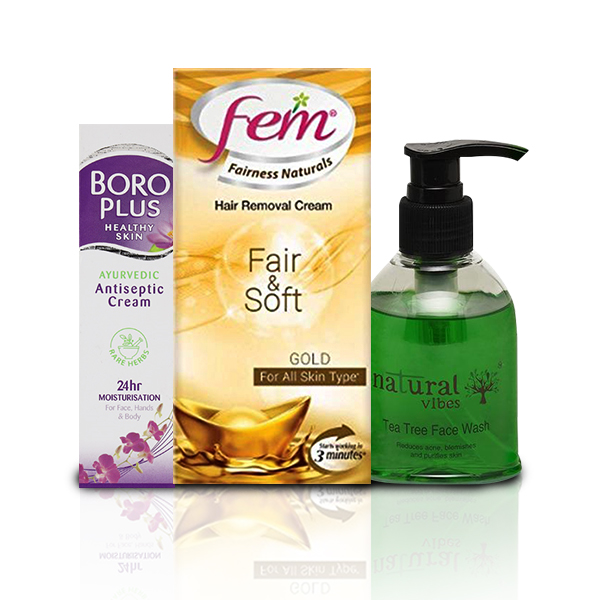 BORO
PLUS
HEALTHY
SKIN
AYURVEDIC
Antiseptic
Cream
RARE HERBS
24hr
MOISTURISATION
For Face, Hands
& Body
fem®
Fairness Naturals
Hair Removal Cream
Fair
&
Soft
GOLD
For All Skin Type*
Starts working in
3 minutes*
natural
vibes
®
Tea Tree Face Wash
Reduces acne, blemishes
and purifies skin